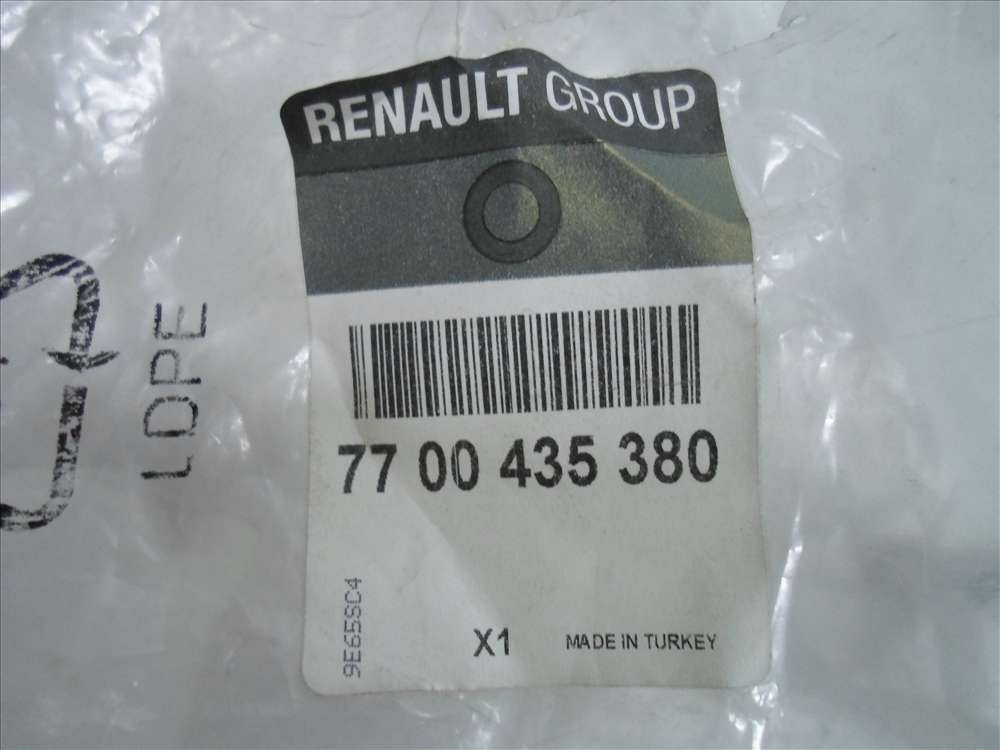 RENAULT GROUP
77 00 435 380
9E65SC4
X1
MADE IN TURKEY
LDPE